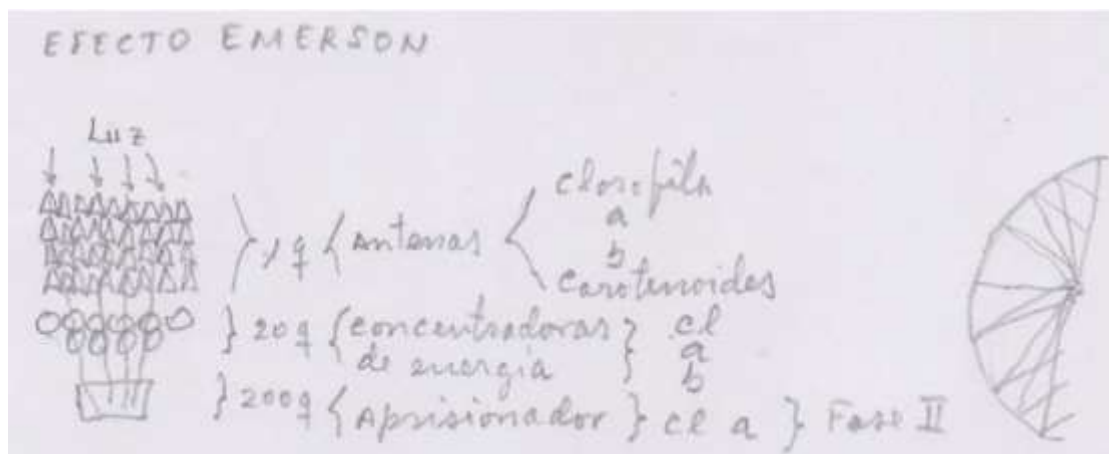 EFECTO EMERSON
Luz
} 1 q { Antenas < clorofila
a
b
carotenoides
} 20 q { concentradoras de energía } cl
a
b
} 200 q { Aprisionador } cl a } Fase II